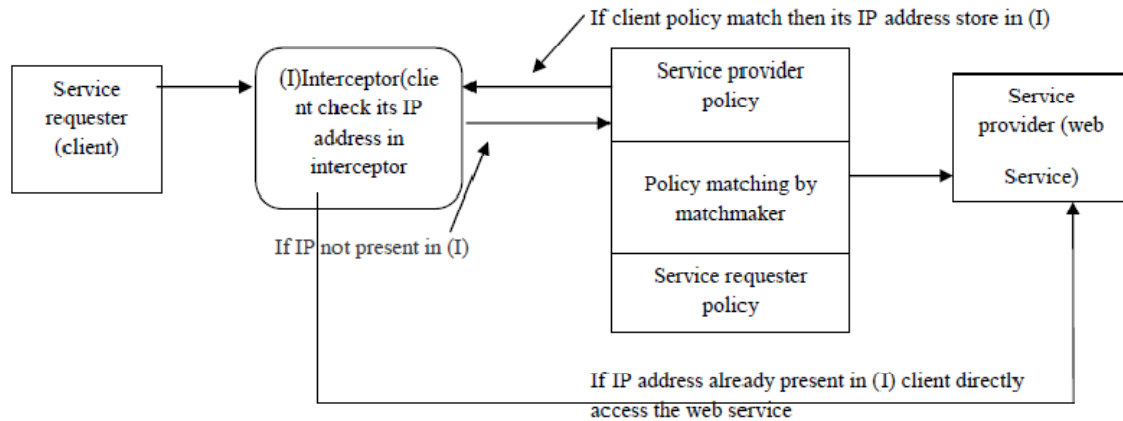 If client policy match then its IP address store in (I)
Service
requester
(client)
(I)Interceptor(clie
nt check its IP
address in
interceptor
Service provider
policy
Policy matching by
matchmaker
Service requester
policy
Service
provider (web
Service)
If IP not present in (I)
If IP address already present in (I) client directly
access the web service